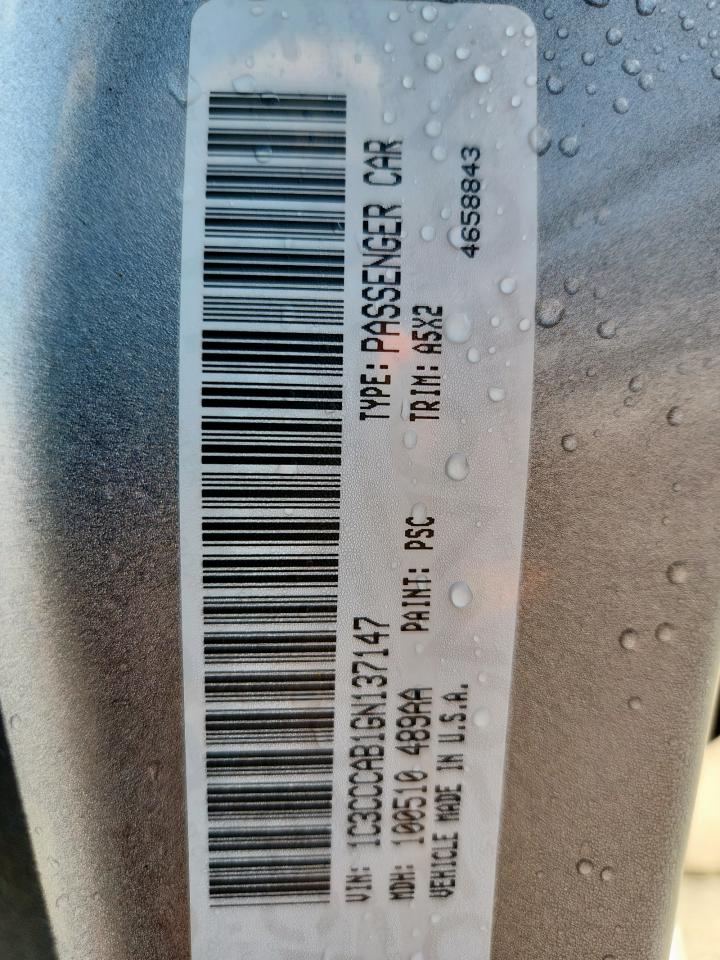 VIN: 1C3CCCAB1GN137147 TYPE: PASSENGER CAR
MDH: 100510 489AA PAINT: PSC TRIM: A5X2
VEHICLE MADE IN U.S.A. 4658843